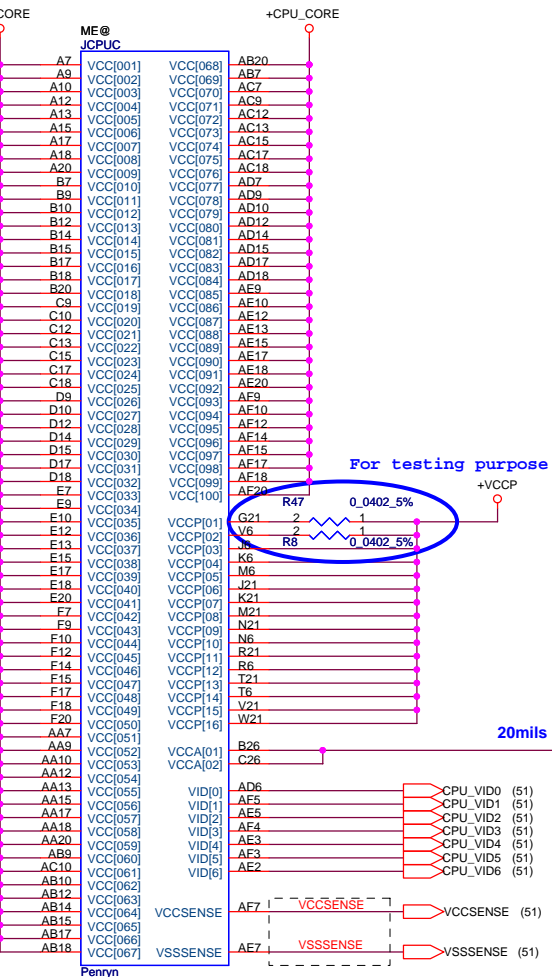 CORE
+CPU_CORE
ME@
JCPUC
A7 VCC[001] VCC[068] AB20
A9 VCC[002] VCC[069] AB7
A10 VCC[003] VCC[070] AC7
A12 VCC[004] VCC[071] AC9
A13 VCC[005] VCC[072] AC12
A15 VCC[006] VCC[073] AC13
A17 VCC[007] VCC[074] AC15
A18 VCC[008] VCC[075] AC17
A20 VCC[009] VCC[076] AC18
B7 VCC[010] VCC[077] AD7
B9 VCC[011] VCC[078] AD9
B10 VCC[012] VCC[079] AD10
B12 VCC[013] VCC[080] AD12
B14 VCC[014] VCC[081] AD14
B15 VCC[015] VCC[082] AD15
B17 VCC[016] VCC[083] AD17
B18 VCC[017] VCC[084] AD18
B20 VCC[018] VCC[085] AE9
C9 VCC[019] VCC[086] AE10
C10 VCC[020] VCC[087] AE12
C12 VCC[021] VCC[088] AE13
C13 VCC[022] VCC[089] AE15
C15 VCC[023] VCC[090] AE17
C17 VCC[024] VCC[091] AE18
C18 VCC[025] VCC[092] AE20
D9 VCC[026] VCC[093] AF9
D10 VCC[027] VCC[094] AF10
D12 VCC[028] VCC[095] AF12
D14 VCC[029] VCC[096] AF14
D15 VCC[030] VCC[097] AF15
D17 VCC[031] VCC[098] AF17
D18 VCC[032] VCC[099] AF18
E7 VCC[033] VCC[100] AF20
For testing purpose
+VCCP
E9 VCC[034] R47 0_0402_5%
E10 VCC[035] VCCP[01] G21 2 1
E12 VCC[036] VCCP[02] V6 2 1
E13 VCC[037] VCCP[03] J6 R8 0_0402_5%
E15 VCC[038] VCCP[04] K6
E17 VCC[039] VCCP[05] M6
E18 VCC[040] VCCP[06] J21
E20 VCC[041] VCCP[07] K21
F7 VCC[042] VCCP[08] M21
F9 VCC[043] VCCP[09] N21
F10 VCC[044] VCCP[10] N6
F12 VCC[045] VCCP[11] R21
F14 VCC[046] VCCP[12] R6
F15 VCC[047] VCCP[13] T21
F17 VCC[048] VCCP[14] T6
F18 VCC[049] VCCP[15] V21
F20 VCC[050] VCCP[16] W21
AA7 VCC[051] 20mils
AA9 VCC[052] VCCA[01] B26
AA10 VCC[053] VCCA[02] C26
AA12 VCC[054]
AA13 VCC[055] VID[0] AD6 CPU_VID0 (51)
AA15 VCC[056] VID[1] AF5 CPU_VID1 (51)
AA17 VCC[057] VID[2] AE5 CPU_VID2 (51)
AA18 VCC[058] VID[3] AF4 CPU_VID3 (51)
AA20 VCC[059] VID[4] AE3 CPU_VID4 (51)
AB9 VCC[060] VID[5] AF3 CPU_VID5 (51)
AC10 VCC[061] VID[6] AE2 CPU_VID6 (51)
AB10 VCC[062]
AB12 VCC[063]
AB14 VCC[064] VCCSENSE AF7 VCCSENSE VCCSENSE (51)
AB15 VCC[065]
AB17 VCC[066]
AB18 VCC[067] VSSSENSE AE7 VSSSENSE VSSSENSE (51)
Penryn